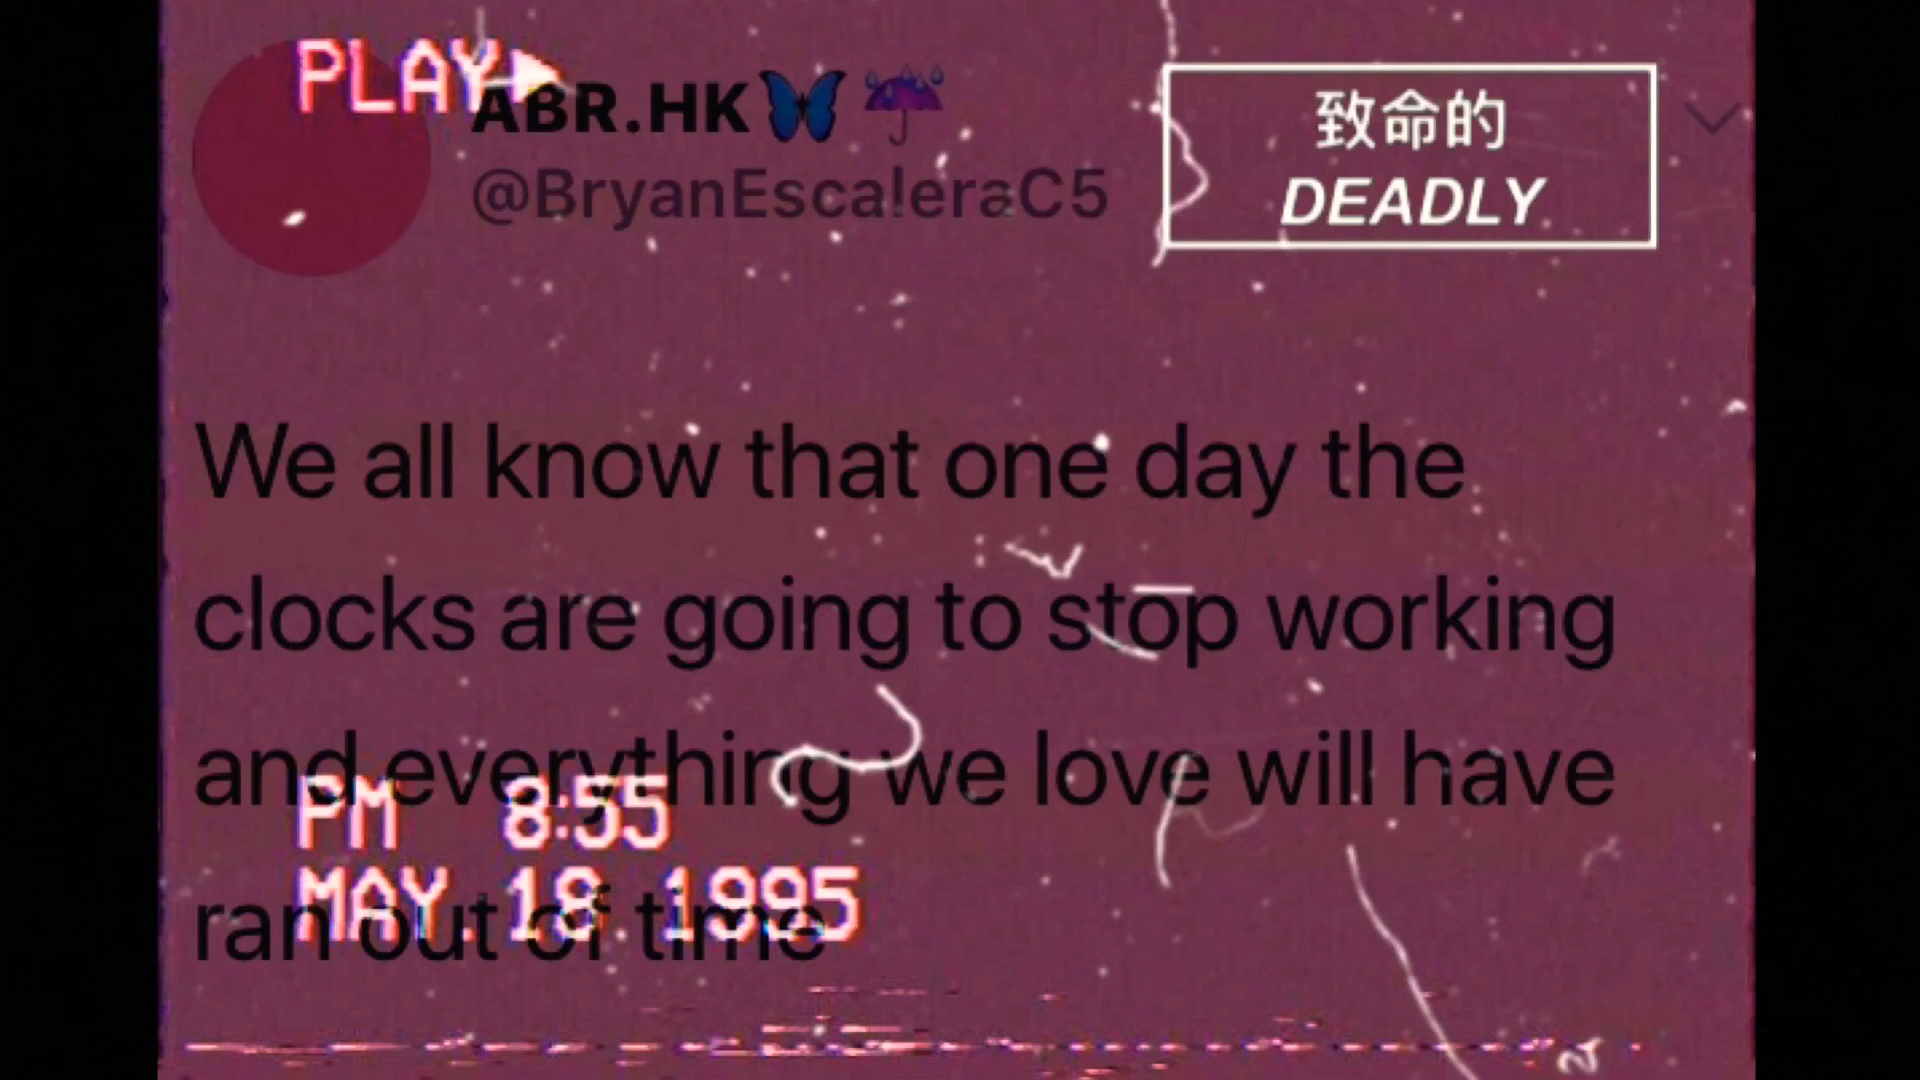 PLAY
ABR.HK🦋☔
@BryanEscaleraC5
致命的
DEADLY
We all know that one day the
clocks are going to stop working
and everything we love will have
ran out of time
PM 8:55
MAY. 18. 1995